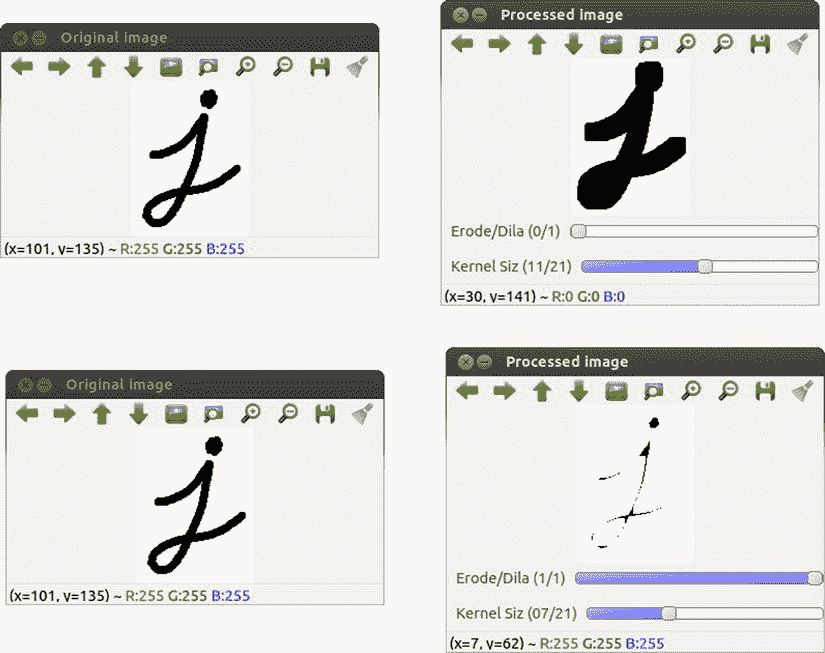 Original image
Processed image
j
j
Erode/Dila (0/1)
Kernel Siz (11/21)
(x=101, y=135) ~ R:255 G:255 B:255
(x=30, y=141) ~ R:0 G:0 B:0
Original image
Processed image
j
j
Erode/Dila (1/1)
Kernel Siz (07/21)
(x=101, y=135) ~ R:255 G:255 B:255
(x=7, y=62) ~ R:255 G:255 B:255